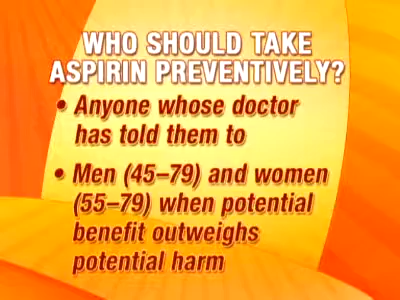 WHO SHOULD TAKE
ASPIRIN PREVENTIVELY?
• Anyone whose doctor
has told them to
• Men (45–79) and women
(55–79) when potential
benefit outweighs
potential harm